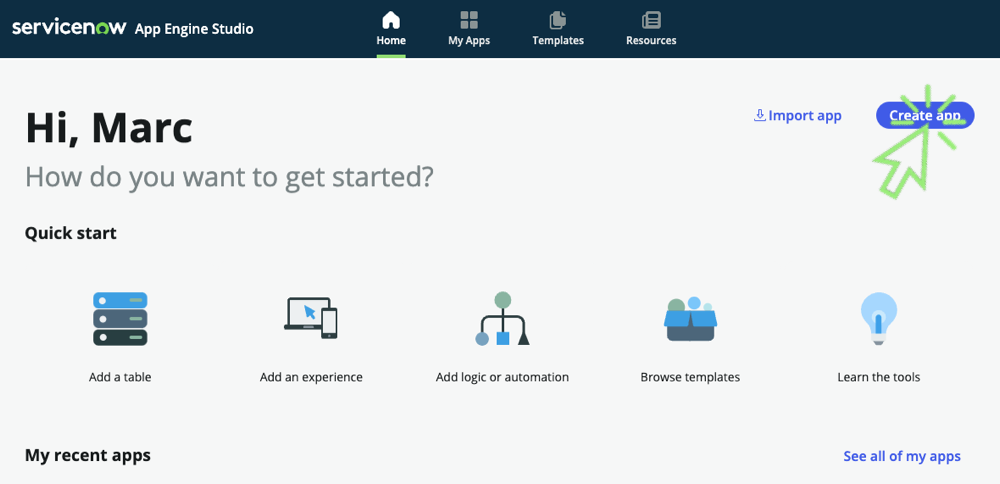 servicenow App Engine Studio
Home My Apps Templates Resources
Hi, Marc
Import app Create app
How do you want to get started?
Quick start
Add a table Add an experience Add logic or automation Browse templates Learn the tools
My recent apps See all of my apps